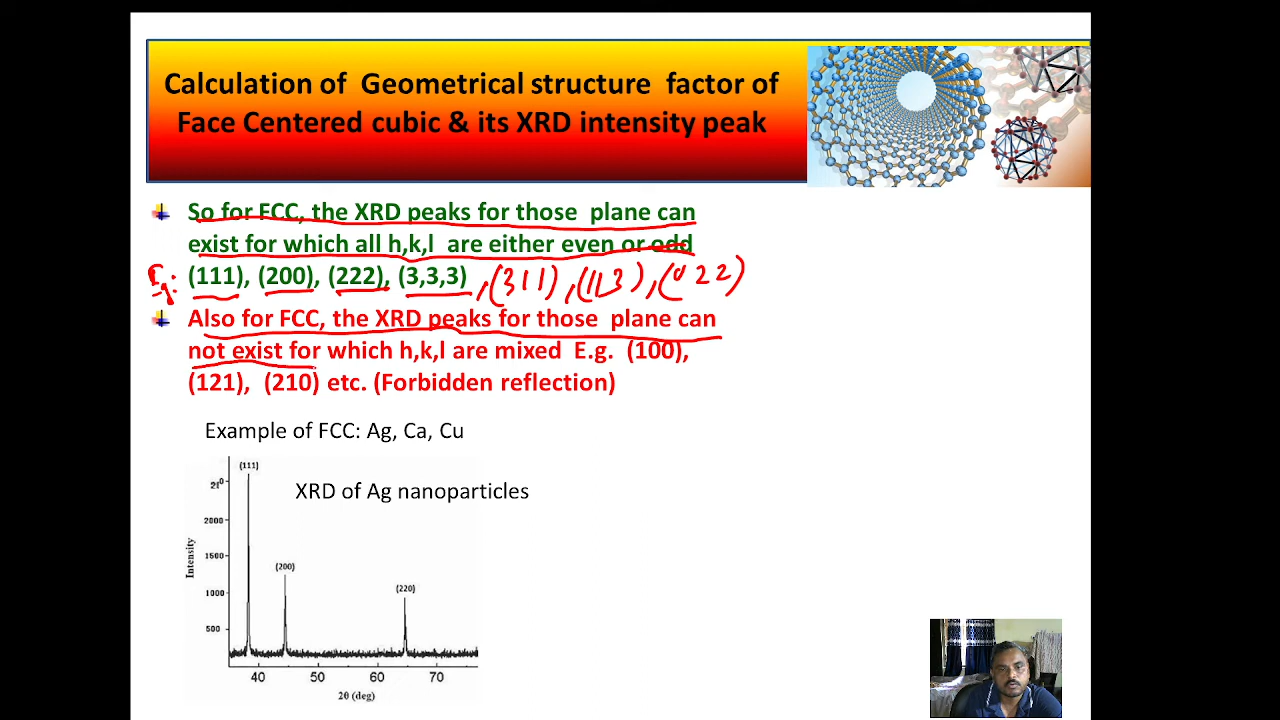 Calculation of Geometrical structure factor of
Face Centered cubic & its XRD intensity peak
So for FCC, the XRD peaks for those plane can
exist for which all h,k,l are either even or odd
Eg: (111), (200), (222), (3,3,3) , (311), (113), (022)
Also for FCC, the XRD peaks for those plane can
not exist for which h,k,l are mixed E.g. (100),
(121), (210) etc. (Forbidden reflection)
Example of FCC: Ag, Ca, Cu
XRD of Ag nanoparticles
(111)
(200)
(220)
2000
1500
1000
500
Intensity
40 50 60 70
2θ (deg)